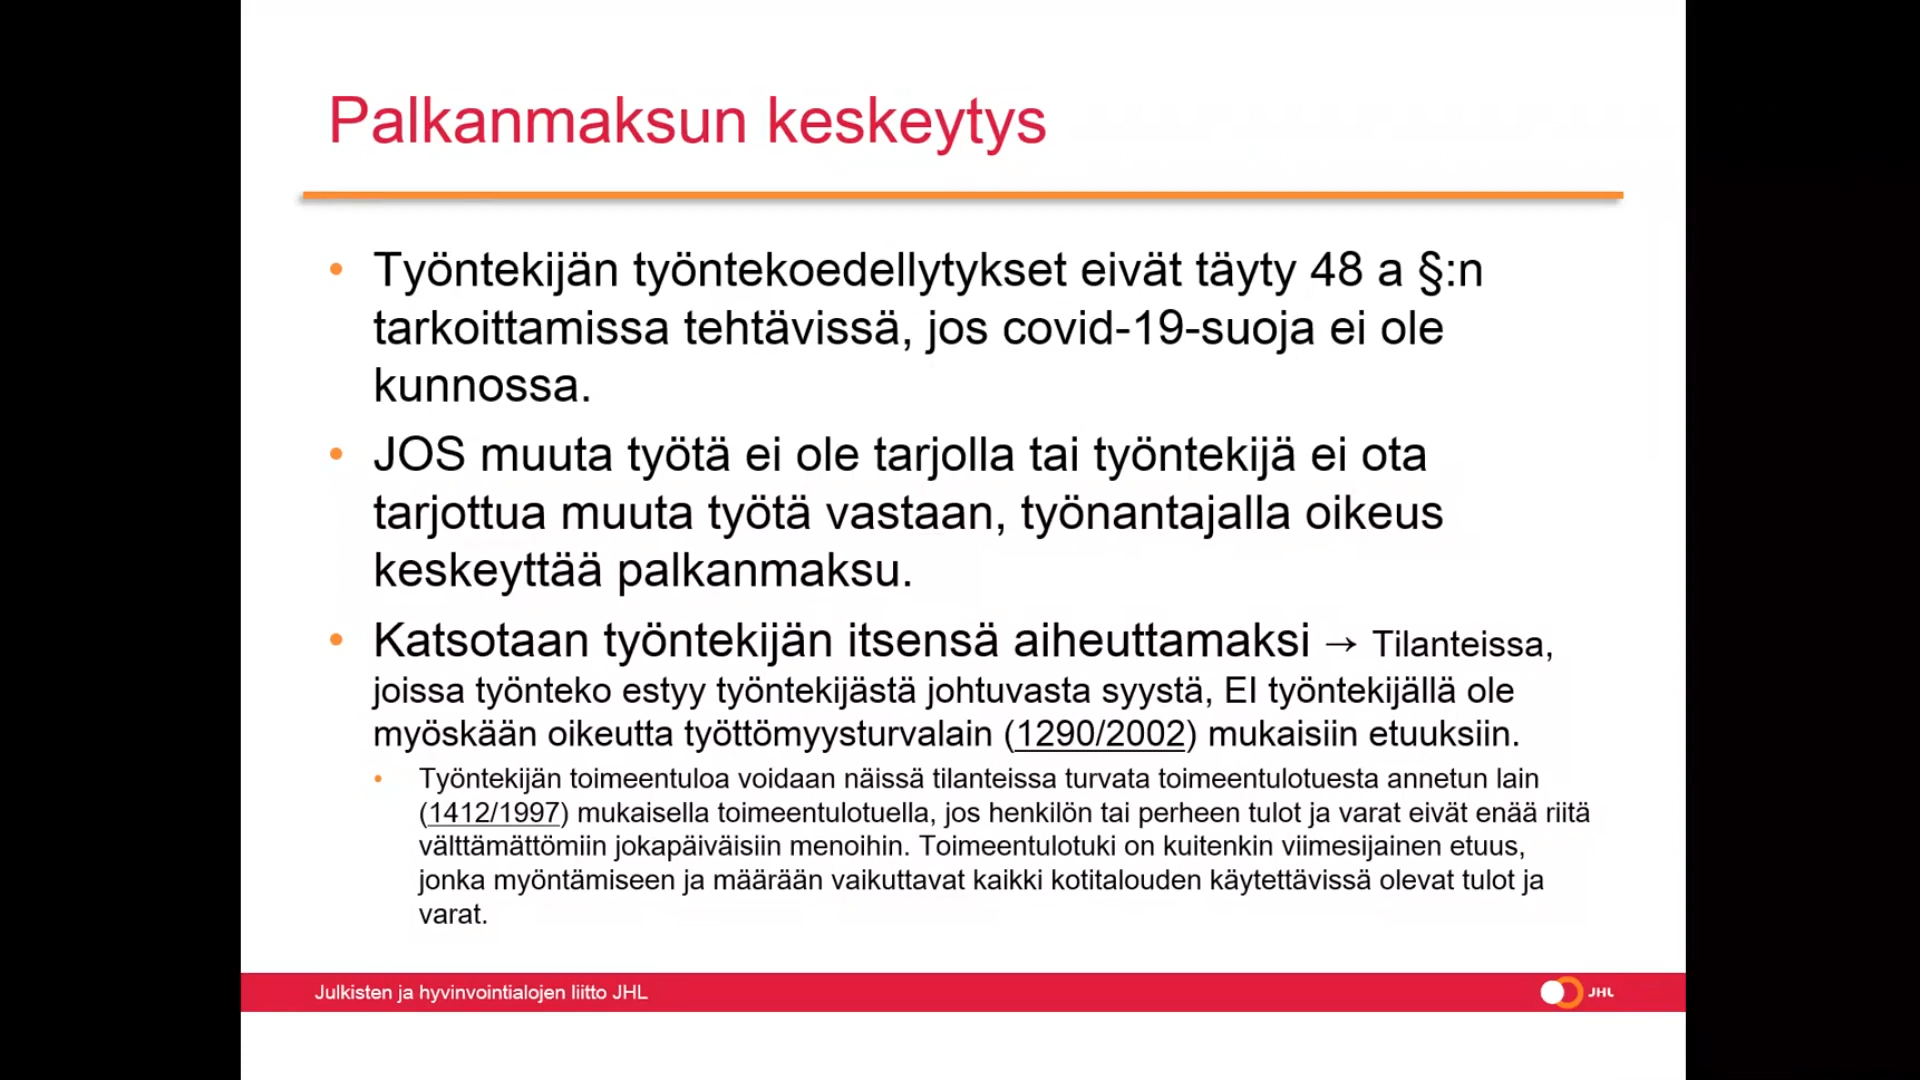 Palkanmaksun keskeytys
• Työntekijän työntekoedellytykset eivät täyty 48 a §:n
tarkoittamissa tehtävissä, jos covid-19-suoja ei ole
kunnossa.
• JOS muuta työtä ei ole tarjolla tai työntekijä ei ota
tarjottua muuta työtä vastaan, työnantajalla oikeus
keskeyttää palkanmaksu.
• Katsotaan työntekijän itsensä aiheuttamaksi → Tilanteissa,
joissa työnteko estyy työntekijästä johtuvasta syystä, EI työntekijällä ole
myöskään oikeutta työttömyysturvalain (1290/2002) mukaisiin etuuksiin.
• Työntekijän toimeentuloa voidaan näissä tilanteissa turvata toimeentulotuesta annetun lain
(1412/1997) mukaisella toimeentulotuella, jos henkilön tai perheen tulot ja varat eivät enää riitä
välttämättömiin jokapäiväisiin menoihin. Toimeentulotuki on kuitenkin viimesijainen etuus,
jonka myöntämiseen ja määrään vaikuttavat kaikki kotitalouden käytettävissä olevat tulot ja
varat.
Julkisten ja hyvinvointialojen liitto JHL
JHL